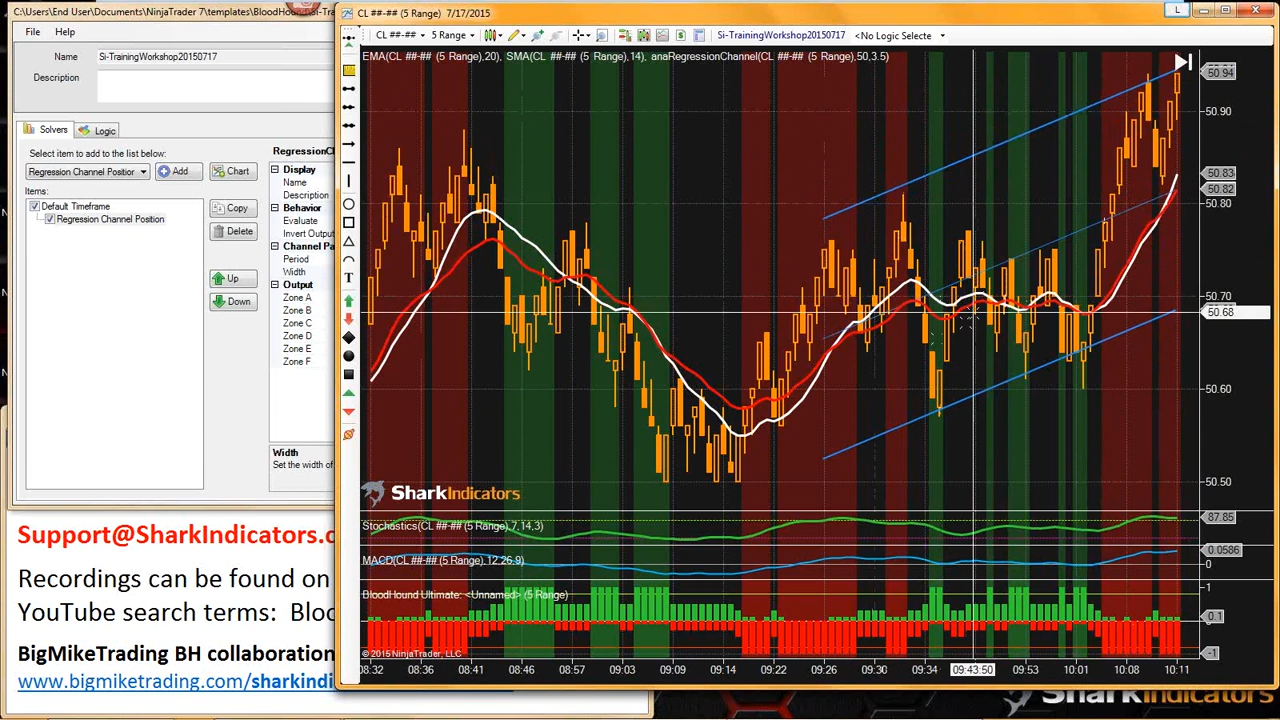 C:\Users\End User\Documents\NinjaTrader 7\templates\BloodHound\Si-Tra
File Help
Name Si-TrainingWorkshop20150717
Description
Solvers Logic
Select item to add to the list below:
Regression Channel Position Add Chart
Items:
Default Timeframe
Regression Channel Position
Copy
Delete
Up
Down
RegressionCh
Display
Name
Description
Behavior
Evaluate
Invert Output
Channel Pa
Period
Width
Output
Zone A
Zone B
Zone C
Zone D
Zone E
Zone F
Width
Set the width of
Support@SharkIndicators.c
Recordings can be found on
YouTube search terms: Bloo
BigMikeTrading BH collaboration
www.bigmiketrading.com/sharkindi
CL ##-## (5 Range) 7/17/2015
L
CL ##-## 5 Range Si-TrainingWorkshop20150717 <No Logic Selecte
EMA(CL ##-## (5 Range),20), SMA(CL ##-## (5 Range),14), anaRegressionChannel(CL ##-## (5 Range),50,3.5)
T
50.94
50.90
50.83
50.82
50.80
50.70
50.68
50.60
50.50
SharkIndicators
Stochastics(CL ##-## (5 Range),7,14,3)
87.85
MACD(CL ##-## (5 Range),12,26,9)
0.0586
0
BloodHound Ultimate: <Unnamed> (5 Range)
1
0.1
-1
© 2015 NinjaTrader, LLC
08:32 08:36 08:41 08:46 08:57 09:03 09:09 09:14 09:22 09:26 09:30 09:34 09:43:50 09:53 10:01 10:08 10:11
SharkIndicators